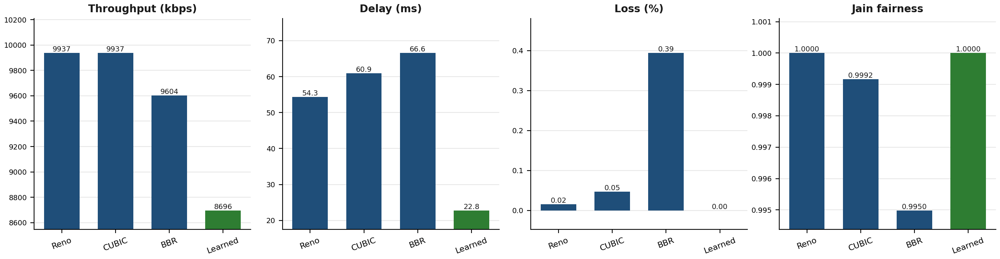 Throughput (kbps)
10200
10000
9800
9600
9400
9200
9000
8800
8600
9937
9937
9604
8696
Reno
CUBIC
BBR
Learned
Delay (ms)
70
60
50
40
30
20
54.3
60.9
66.6
22.8
Reno
CUBIC
BBR
Learned
Loss (%)
0.4
0.3
0.2
0.1
0.0
0.02
0.05
0.39
0.00
Reno
CUBIC
BBR
Learned
Jain fairness
1.001
1.000
0.999
0.998
0.997
0.996
0.995
1.0000
0.9992
0.9950
1.0000
Reno
CUBIC
BBR
Learned